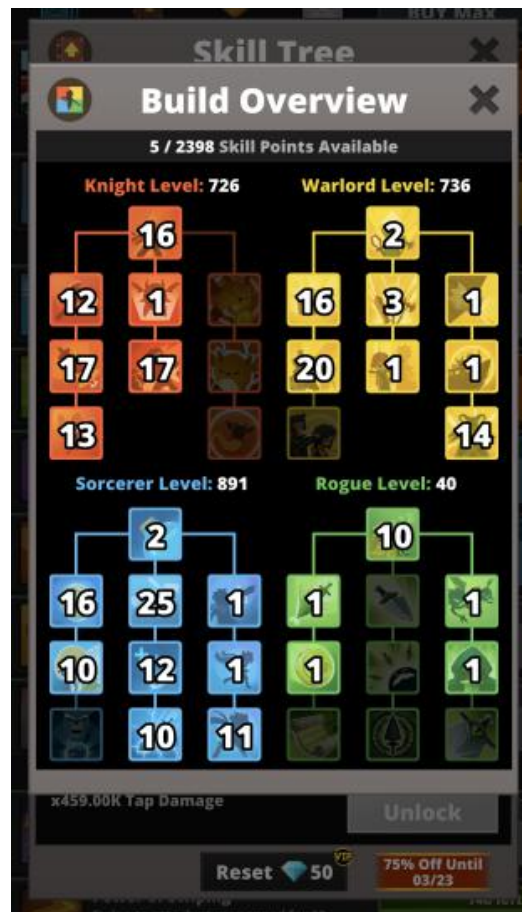 BUY Max
Skill Tree
Build Overview
5 / 2398 Skill Points Available
Knight Level: 726 Warlord Level: 736
16 2
12 1 16 3 1
17 17 20 1 1
13 14
Sorcerer Level: 891 Rogue Level: 40
2 10
16 25 1 1 1
10 12 1 1 1
10 11
x459.00K Tap Damage
Unlock
VIP
Reset 50
75% Off Until
03/23